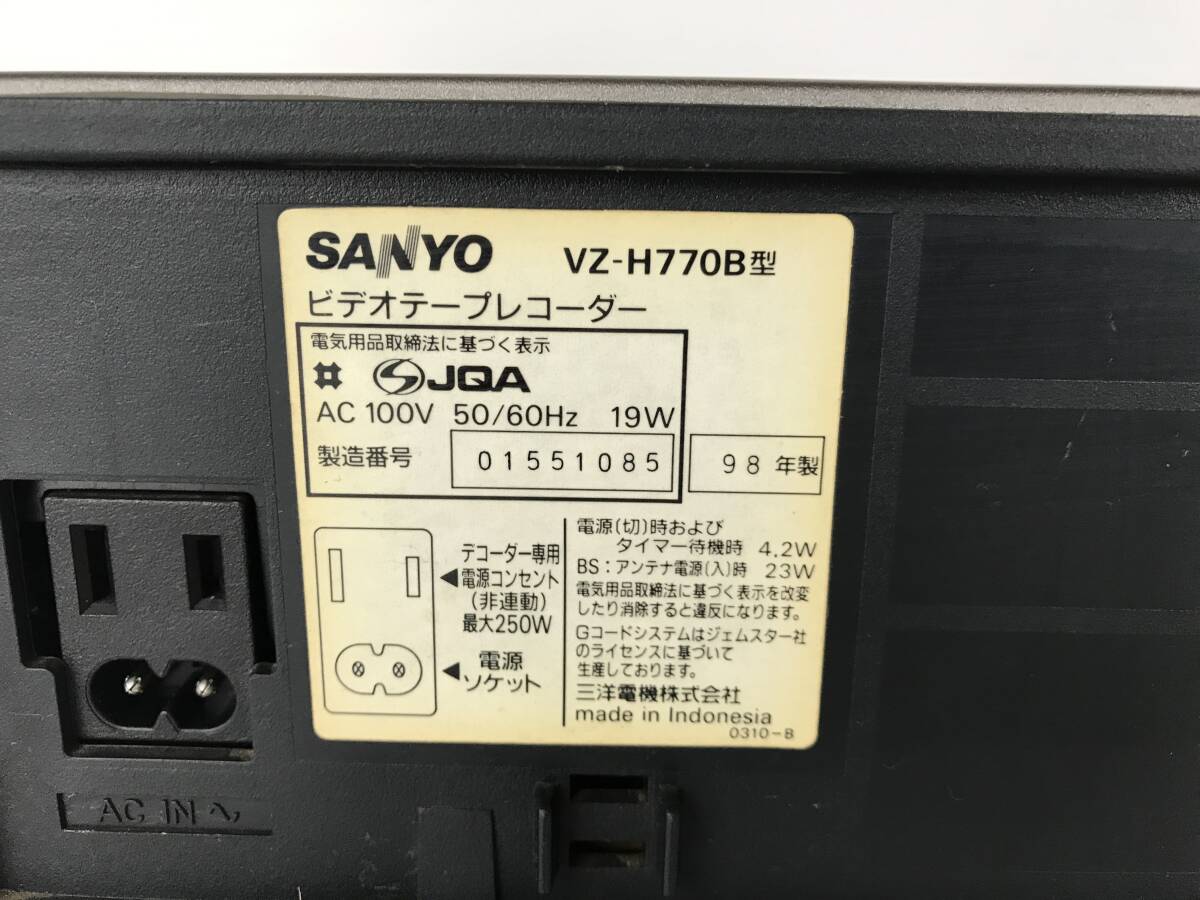 SANYO VZ-H770B型
ビデオテープレコーダー
電気用品取締法に基づく表示
JQA
AC 100V 50/60Hz 19W
製造番号 01551085 98年製
デコーダー専用
電源コンセント
(非連動)
最大250W
電源
ソケット
電源(切)時および
タイマー待機時 4.2W
BS:アンテナ電源(入)時 23W
電気用品取締法に基づく表示を改変
したり消除すると違反になります。
Gコードシステムはジェムスター社
のライセンスに基づいて
生産しております。
三洋電機株式会社
made in Indonesia
0310-B
AC IN